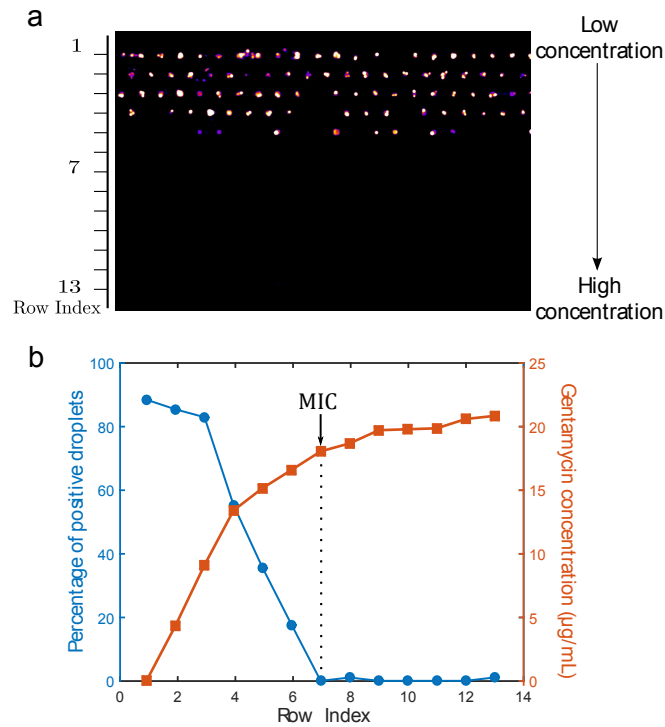 a
1
7
13
Row Index
Low
concentration
High
concentration
b
100
80
60
40
20
0
Percentage of positive droplets
MIC
25
20
15
10
5
0
Gentamycin concentration (µg/mL)
0 2 4 6 8 10 12 14
Row Index